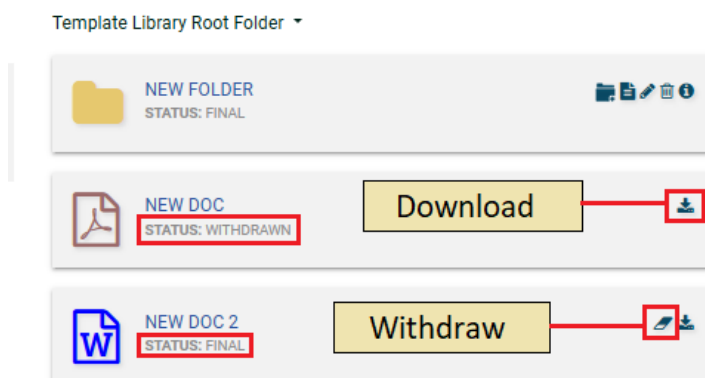 Template Library Root Folder
NEW FOLDER
STATUS: FINAL
NEW DOC
STATUS: WITHDRAWN
Download
NEW DOC 2
STATUS: FINAL
Withdraw
W